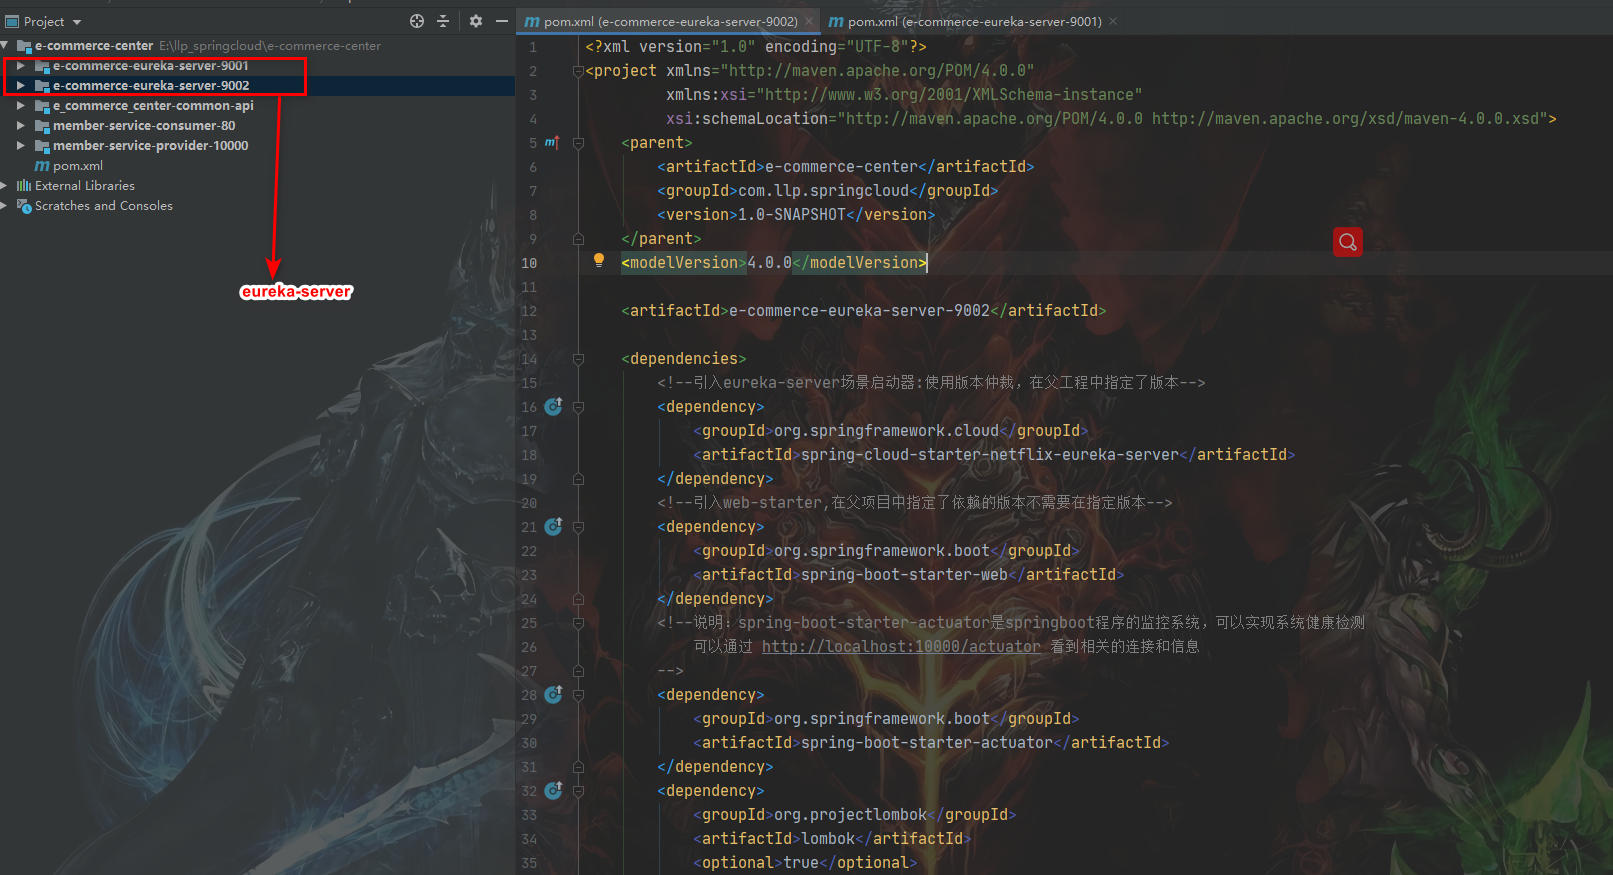 Project
e-commerce-center E:\llp_springcloud\e-commerce-center
e-commerce-eureka-server-9001
e-commerce-eureka-server-9002
e_commerce_center-common-api
member-service-consumer-80
member-service-provider-10000
pom.xml
External Libraries
Scratches and Consoles
eureka-server
pom.xml (e-commerce-eureka-server-9002)
pom.xml (e-commerce-eureka-server-9001)
1 <?xml version="1.0" encoding="UTF-8"?>
2 <project xmlns="http://maven.apache.org/POM/4.0.0"
3 xmlns:xsi="http://www.w3.org/2001/XMLSchema-instance"
4 xsi:schemaLocation="http://maven.apache.org/POM/4.0.0 http://maven.apache.org/xsd/maven-4.0.0.xsd">
5 <parent>
6 <artifactId>e-commerce-center</artifactId>
7 <groupId>com.llp.springcloud</groupId>
8 <version>1.0-SNAPSHOT</version>
9 </parent>
10 <modelVersion>4.0.0</modelVersion>
11
12 <artifactId>e-commerce-eureka-server-9002</artifactId>
13
14 <dependencies>
15 <!--引入eureka-server场景启动器:使用版本仲裁，在父工程中指定了版本-->
16 <dependency>
17 <groupId>org.springframework.cloud</groupId>
18 <artifactId>spring-cloud-starter-netflix-eureka-server</artifactId>
19 </dependency>
20 <!--引入web-starter,在父项目中指定了依赖的版本不需要在指定版本-->
21 <dependency>
22 <groupId>org.springframework.boot</groupId>
23 <artifactId>spring-boot-starter-web</artifactId>
24 </dependency>
25 <!--说明：spring-boot-starter-actuator是springboot程序的监控系统，可以实现系统健康检测
26 可以通过 http://localhost:10000/actuator 看到相关的连接和信息
27 -->
28 <dependency>
29 <groupId>org.springframework.boot</groupId>
30 <artifactId>spring-boot-starter-actuator</artifactId>
31 </dependency>
32 <dependency>
33 <groupId>org.projectlombok</groupId>
34 <artifactId>lombok</artifactId>
35 <optional>true</optional>